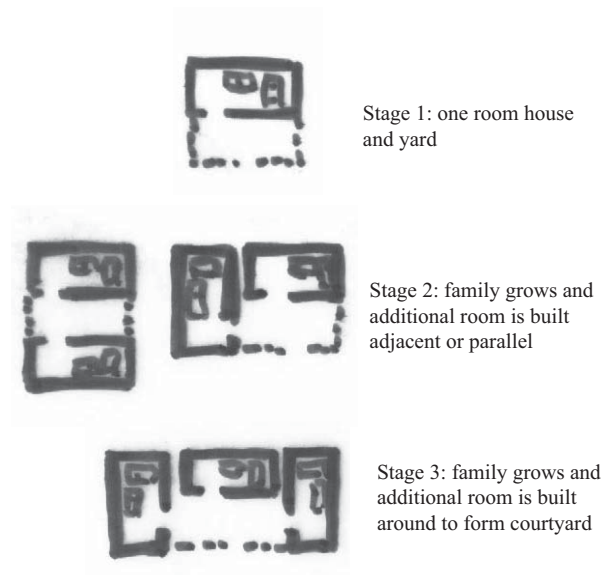 Stage 1: one room house
and yard
Stage 2: family grows and
additional room is built
adjacent or parallel
Stage 3: family grows and
additional room is built
around to form courtyard